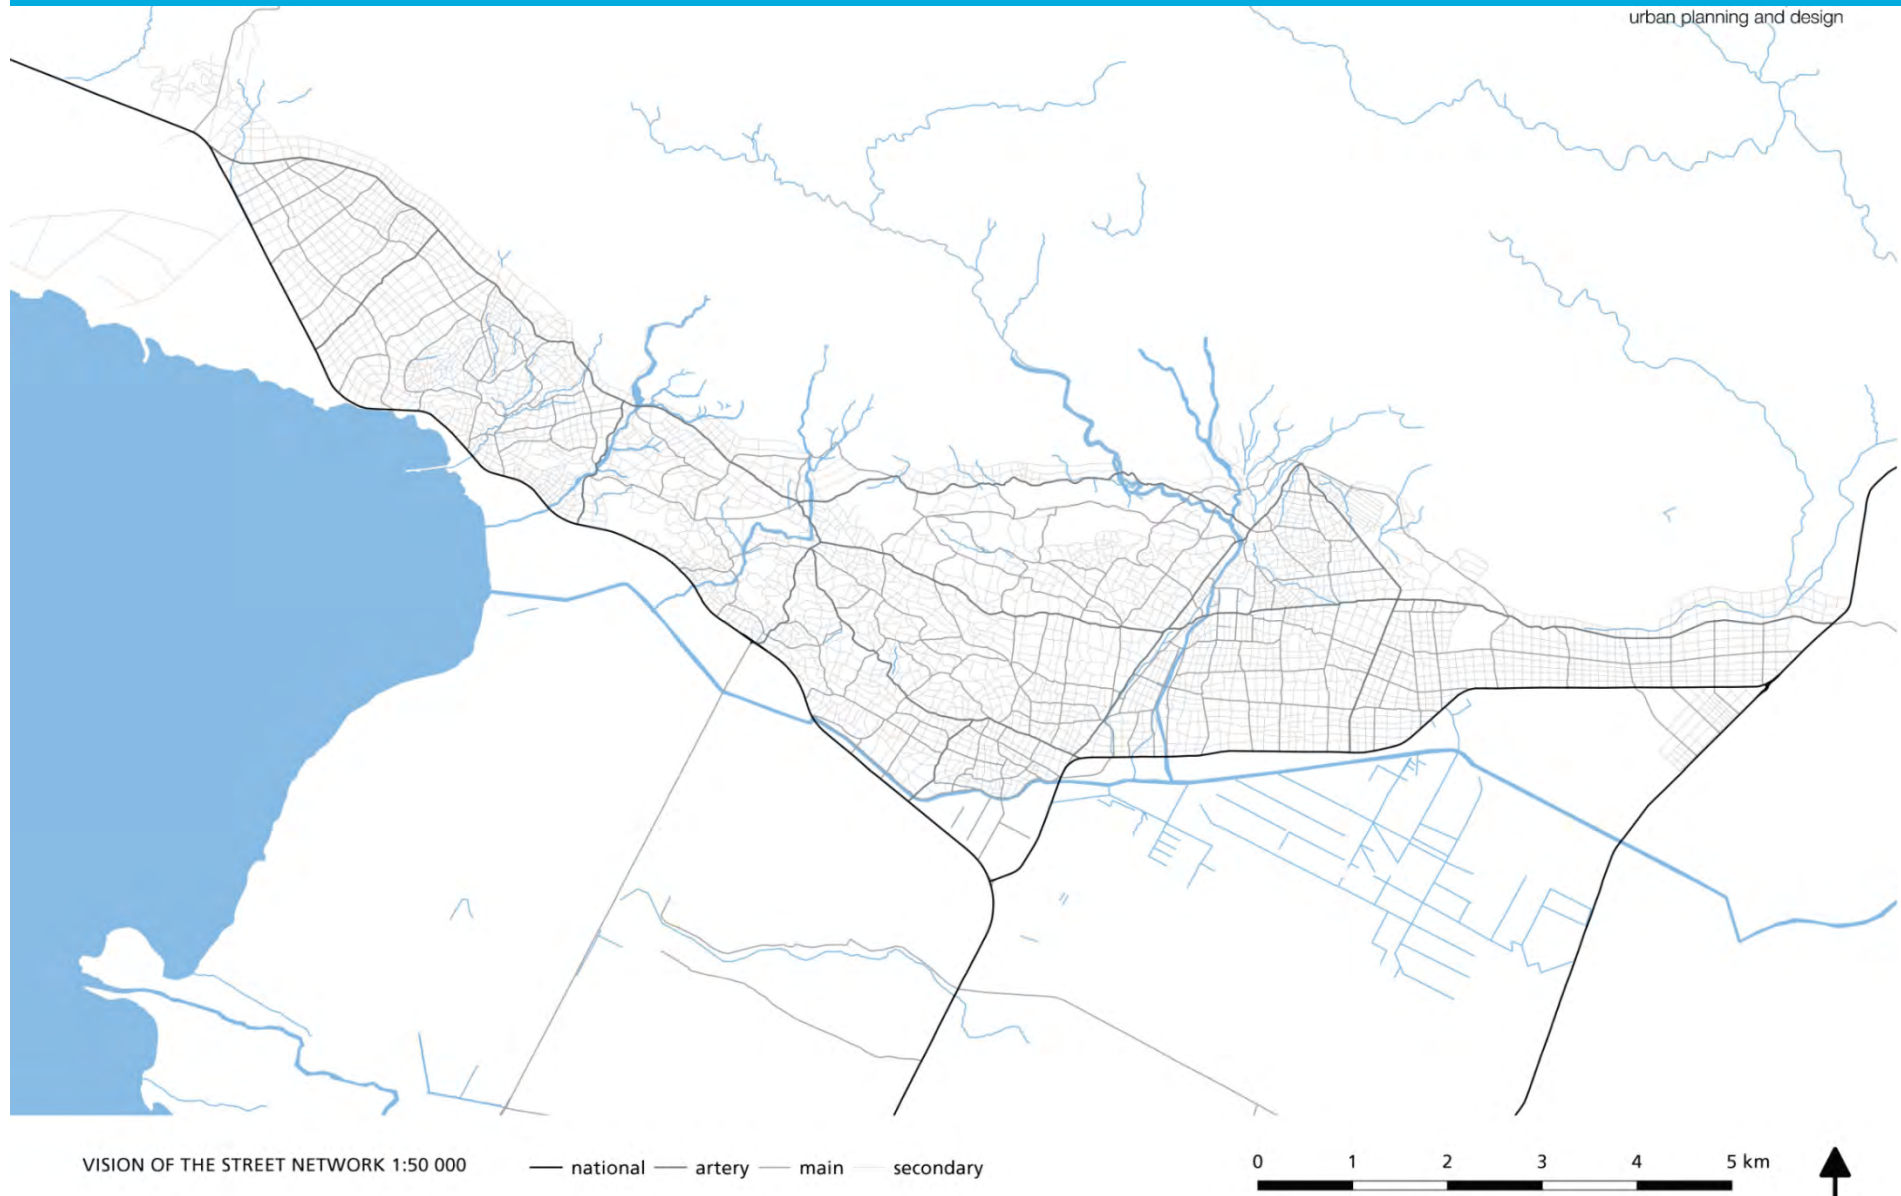 urban planning and design
VISION OF THE STREET NETWORK 1:50 000
national artery main secondary
0 1 2 3 4 5 km